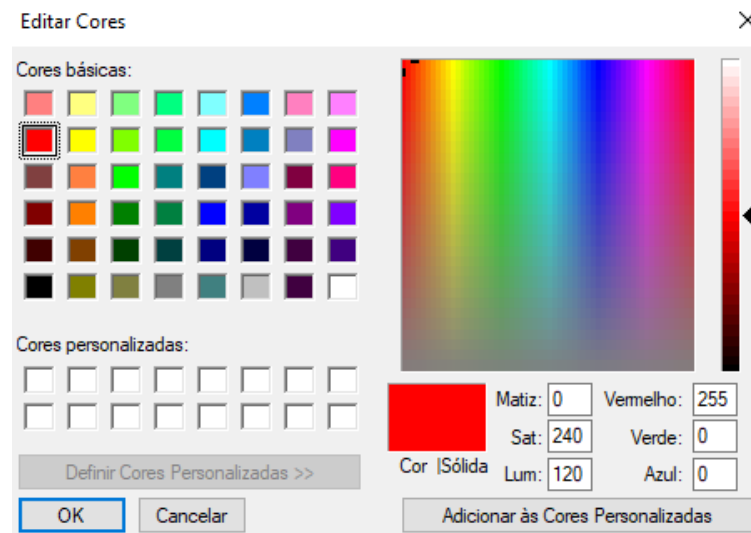 Editar Cores
Cores básicas:
Cores personalizadas:
Definir Cores Personalizadas >>
OK
Cancelar
Cor |Sólida
Matiz: 0
Sat: 240
Lum: 120
Vermelho: 255
Verde: 0
Azul: 0
Adicionar às Cores Personalizadas